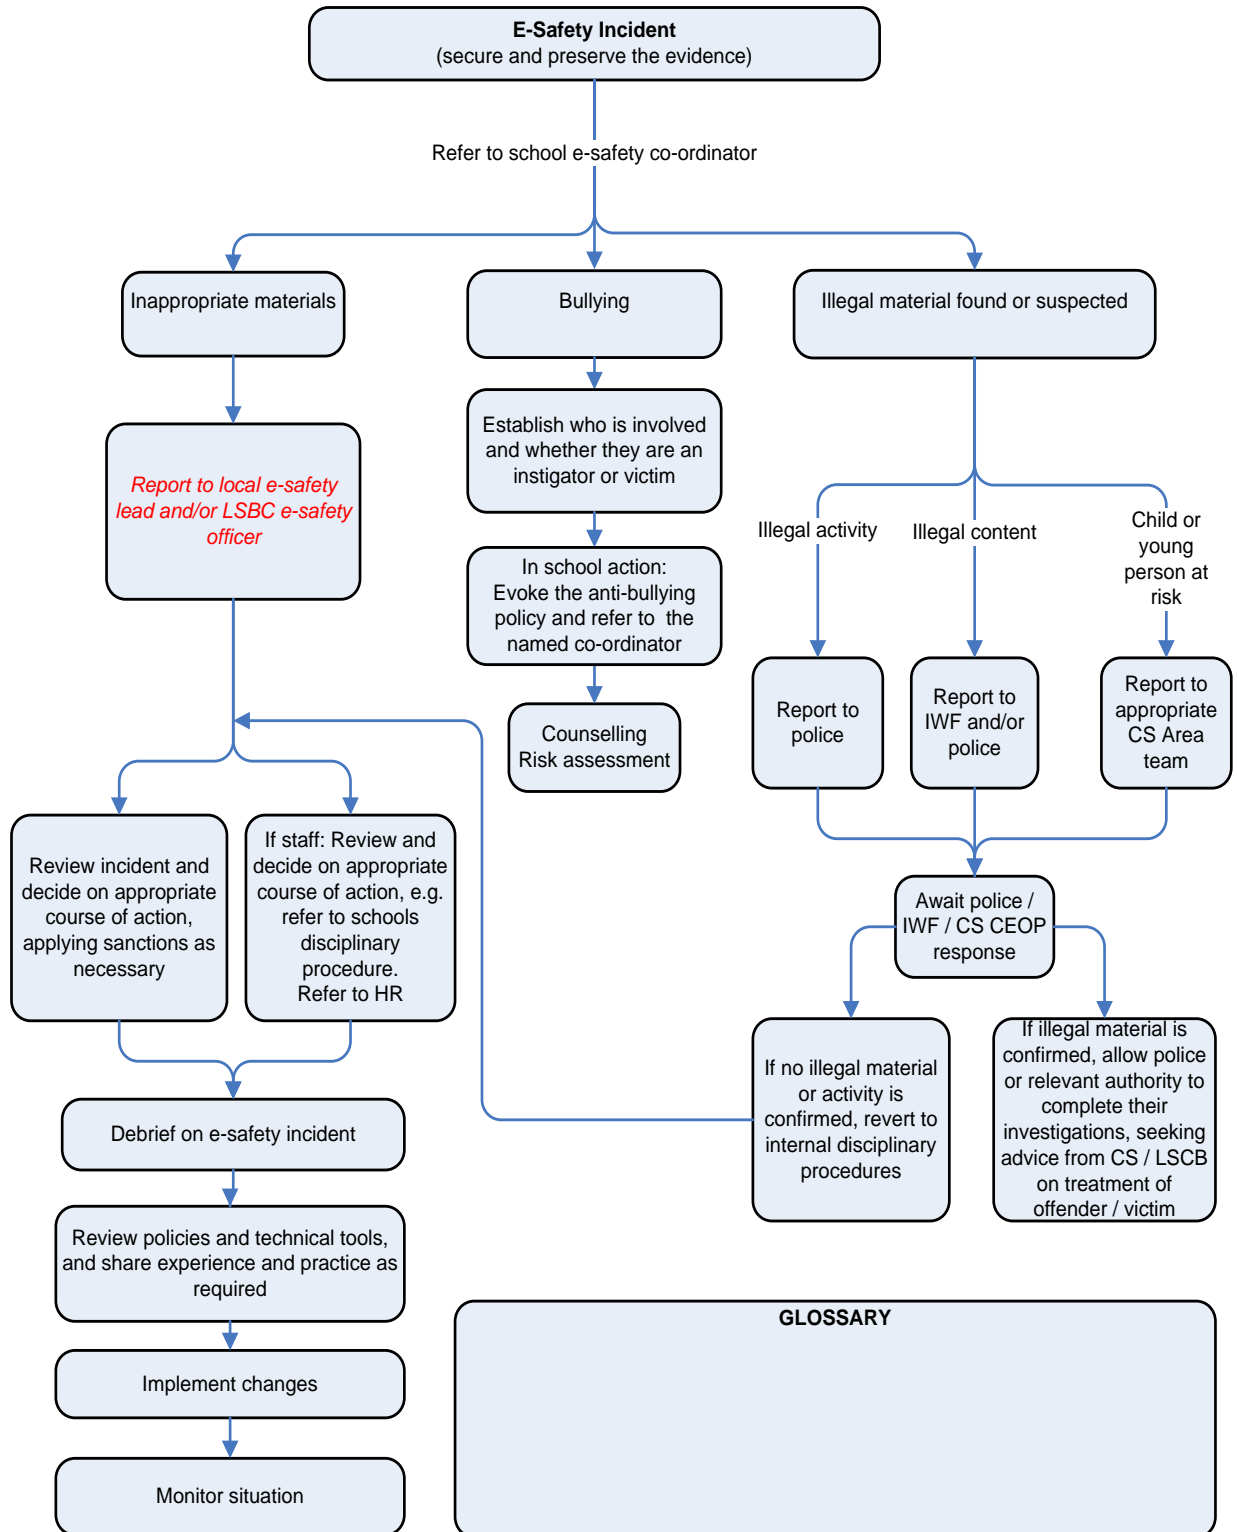 E-Safety Incident
(secure and preserve the evidence)
Refer to school e-safety co-ordinator
Inappropriate materials
Bullying
Illegal material found or suspected
Report to local e-safety
lead and/or LSBC e-safety
officer
Establish who is involved
and whether they are an
instigator or victim
In school action:
Evoke the anti-bullying
policy and refer to the
named co-ordinator
Counselling
Risk assessment
Illegal activity
Illegal content
Child or
young
person at
risk
Report to
police
Report to
IWF and/or
police
Report to
appropriate
CS Area
team
Review incident and
decide on appropriate
course of action,
applying sanctions as
necessary
If staff: Review and
decide on appropriate
course of action, e.g.
refer to schools
disciplinary
procedure.
Refer to HR
Await police /
IWF / CS CEOP
response
If no illegal material
or activity is
confirmed, revert to
internal disciplinary
procedures
If illegal material is
confirmed, allow police
or relevant authority to
complete their
investigations, seeking
advice from CS / LSCB
on treatment of
offender / victim
Debrief on e-safety incident
Review policies and technical tools,
and share experience and practice as
required
Implement changes
Monitor situation
GLOSSARY